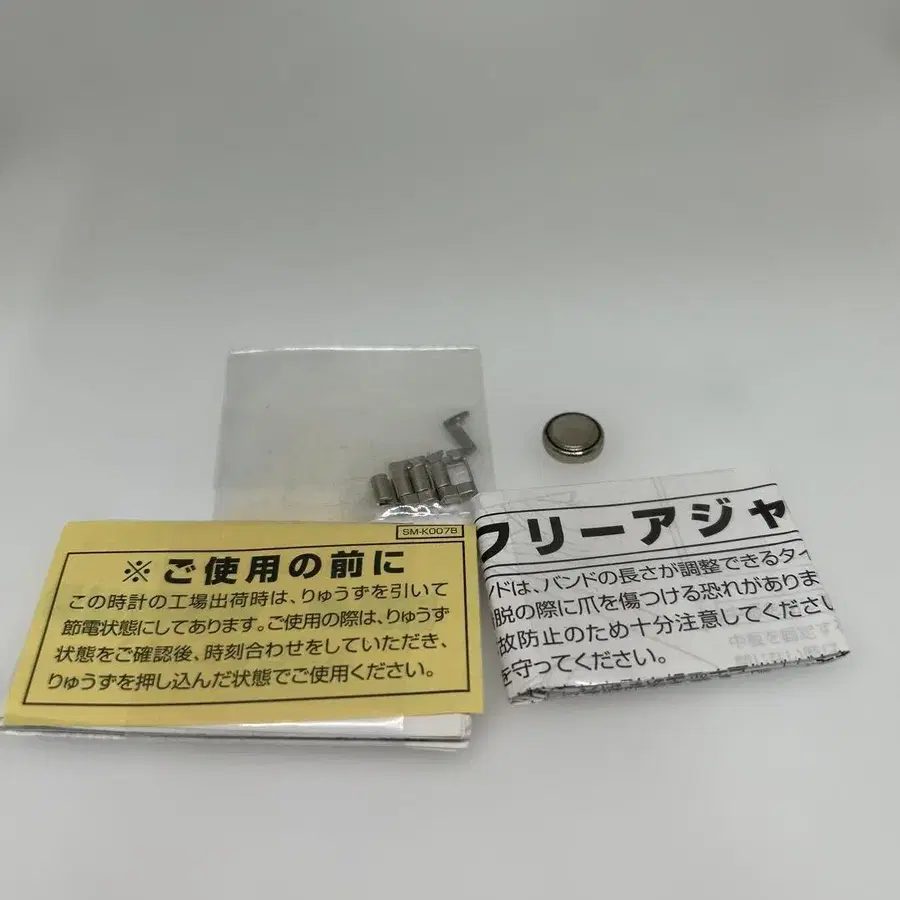 SM-K007B
※ご使用の前に
この時計の工場出荷時は、りゅうずを引いて
節電状態にしてあります。ご使用の際は、りゅうず
状態をご確認後、時刻合わせをしていただき、
りゅうずを押し込んだ状態でご使用ください。
フリーアジャ
ンドは、バンドの長さが調整できるタイ
脱の際に爪を傷つける恐れがありま
故防止のため十分注意してくださ
を守ってください。